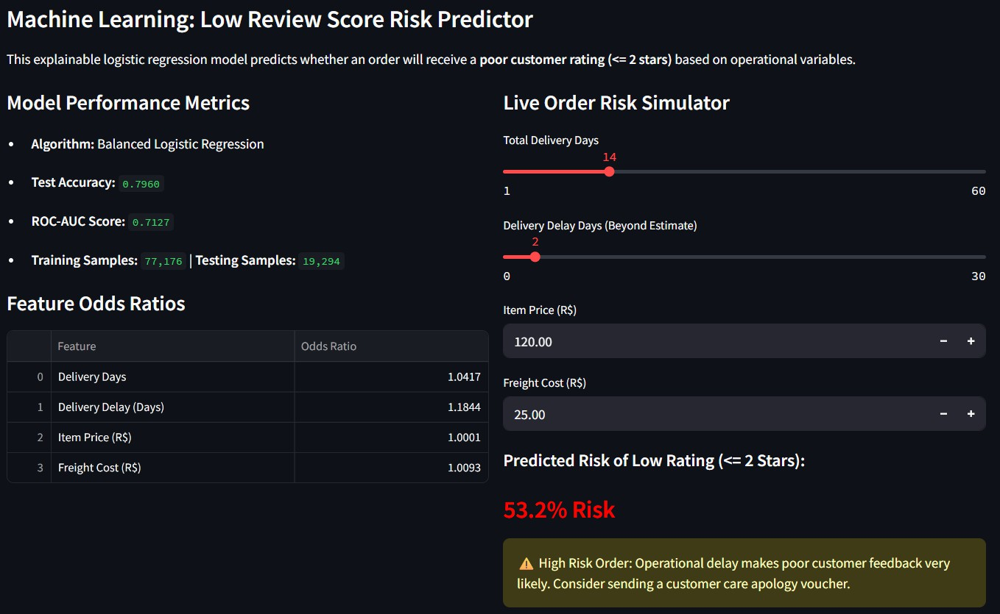 Machine Learning: Low Review Score Risk Predictor
This explainable logistic regression model predicts whether an order will receive a poor customer rating (<= 2 stars) based on operational variables.
Model Performance Metrics
• Algorithm: Balanced Logistic Regression
• Test Accuracy: 0.7960
• ROC-AUC Score: 0.7127
• Training Samples: 77,176 | Testing Samples: 19,294
Feature Odds Ratios
Feature Odds Ratio
0 Delivery Days 1.0417
1 Delivery Delay (Days) 1.1844
2 Item Price (R$) 1.0001
3 Freight Cost (R$) 1.0093
Live Order Risk Simulator
Total Delivery Days
14
1 60
Delivery Delay Days (Beyond Estimate)
2
0 30
Item Price (R$)
120.00 − +
Freight Cost (R$)
25.00 − +
Predicted Risk of Low Rating (<= 2 Stars):
53.2% Risk
⚠️ High Risk Order: Operational delay makes poor customer feedback very
likely. Consider sending a customer care apology voucher.